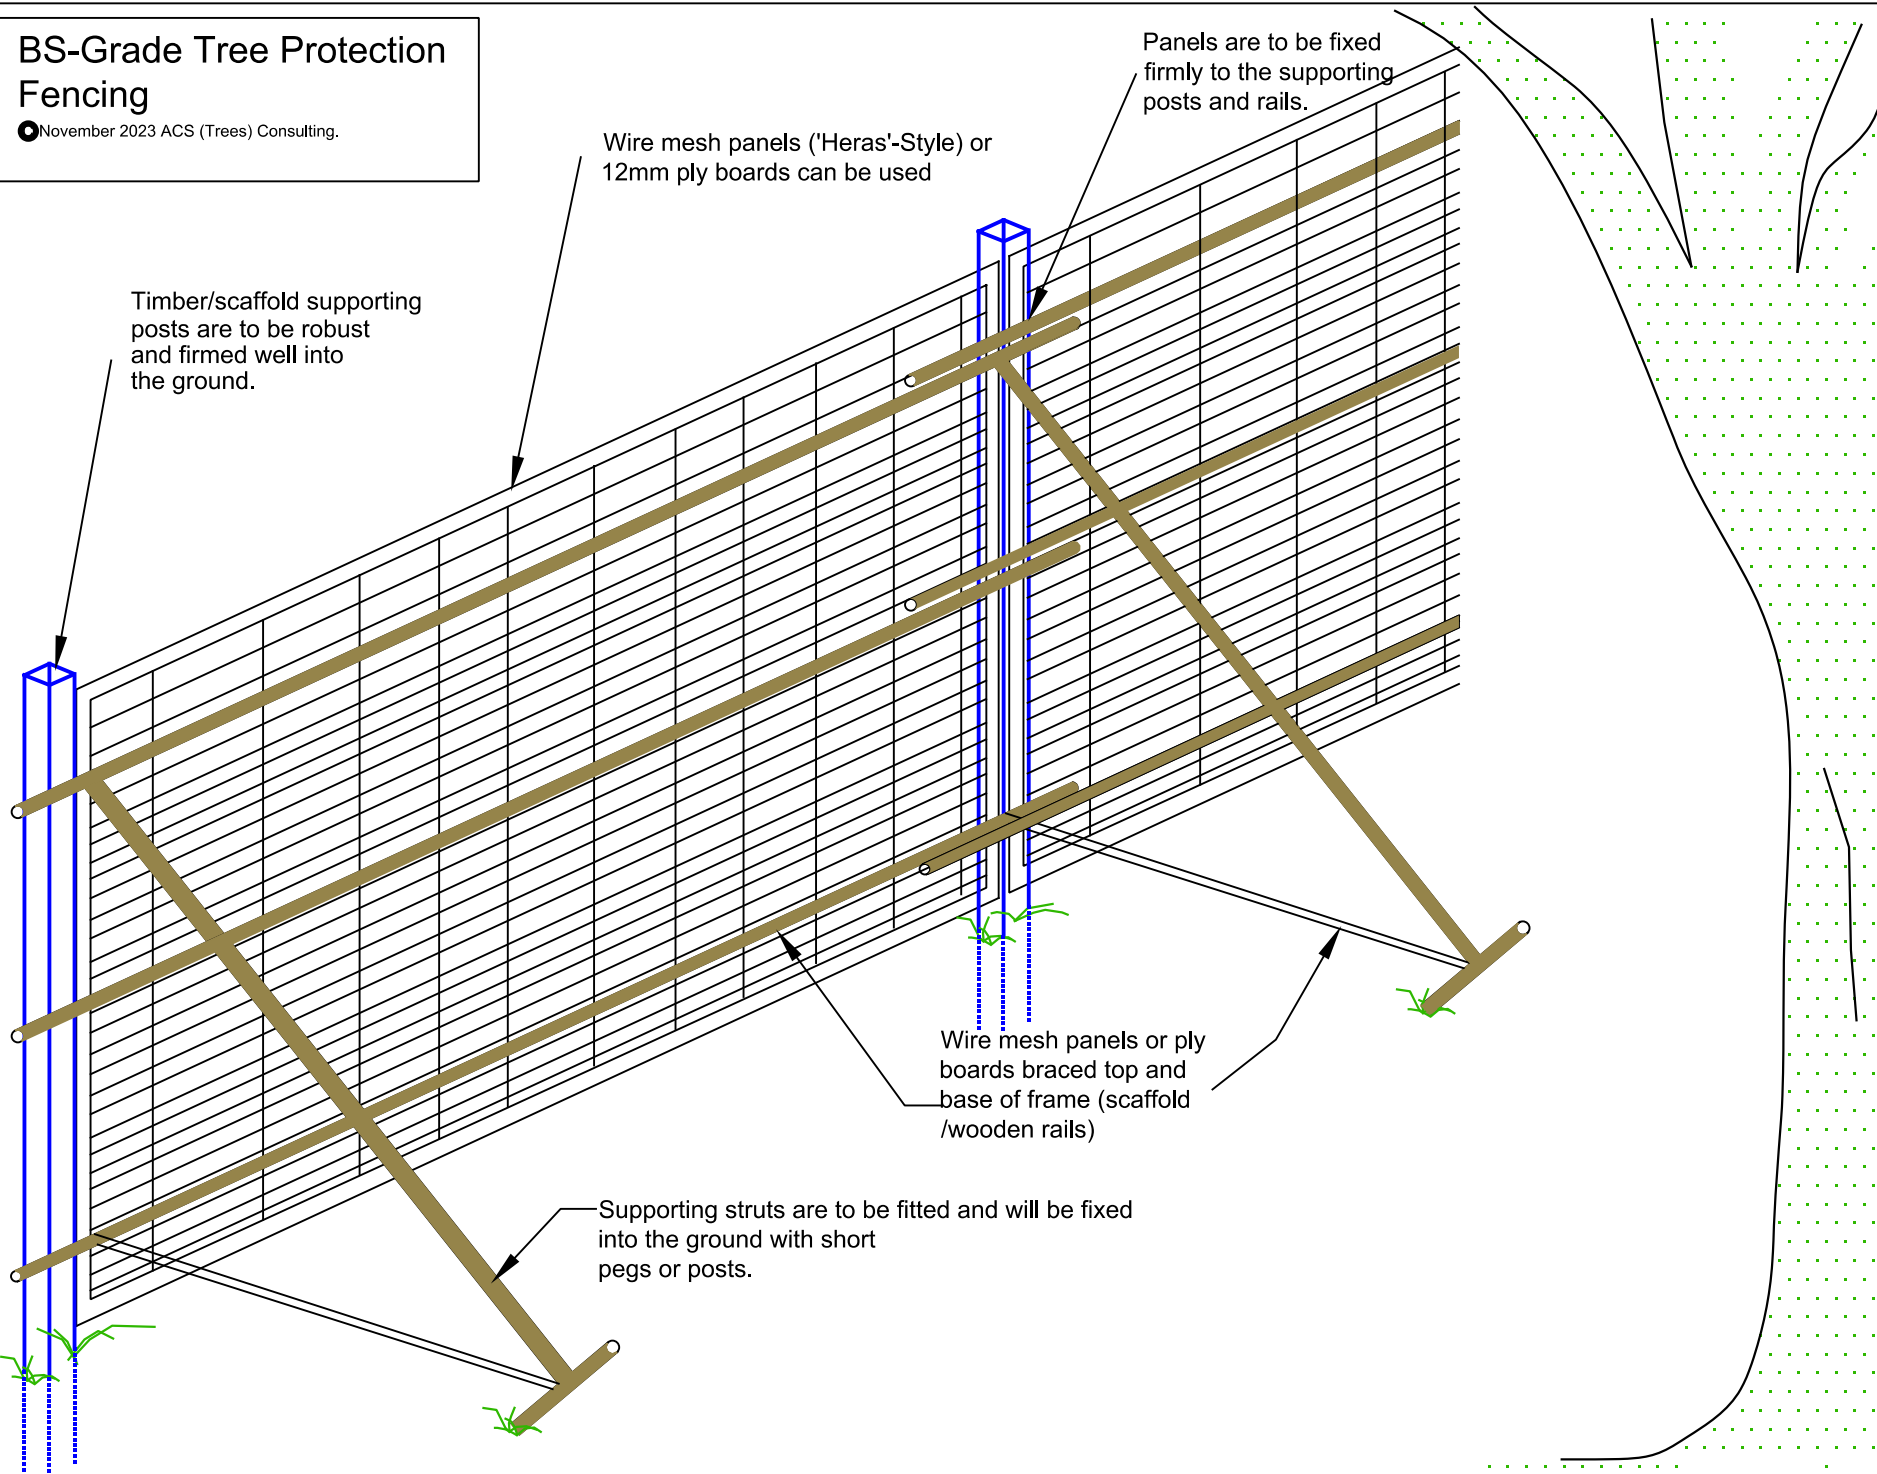 BS-Grade Tree Protection
Fencing
November 2023 ACS (Trees) Consulting.
Panels are to be fixed
firmly to the supporting
posts and rails.
Wire mesh panels ('Heras'-Style) or
12mm ply boards can be used
Timber/scaffold supporting
posts are to be robust
and firmed well into
the ground.
Wire mesh panels or ply
boards braced top and
base of frame (scaffold
/wooden rails)
Supporting struts are to be fitted and will be fixed
into the ground with short
pegs or posts.